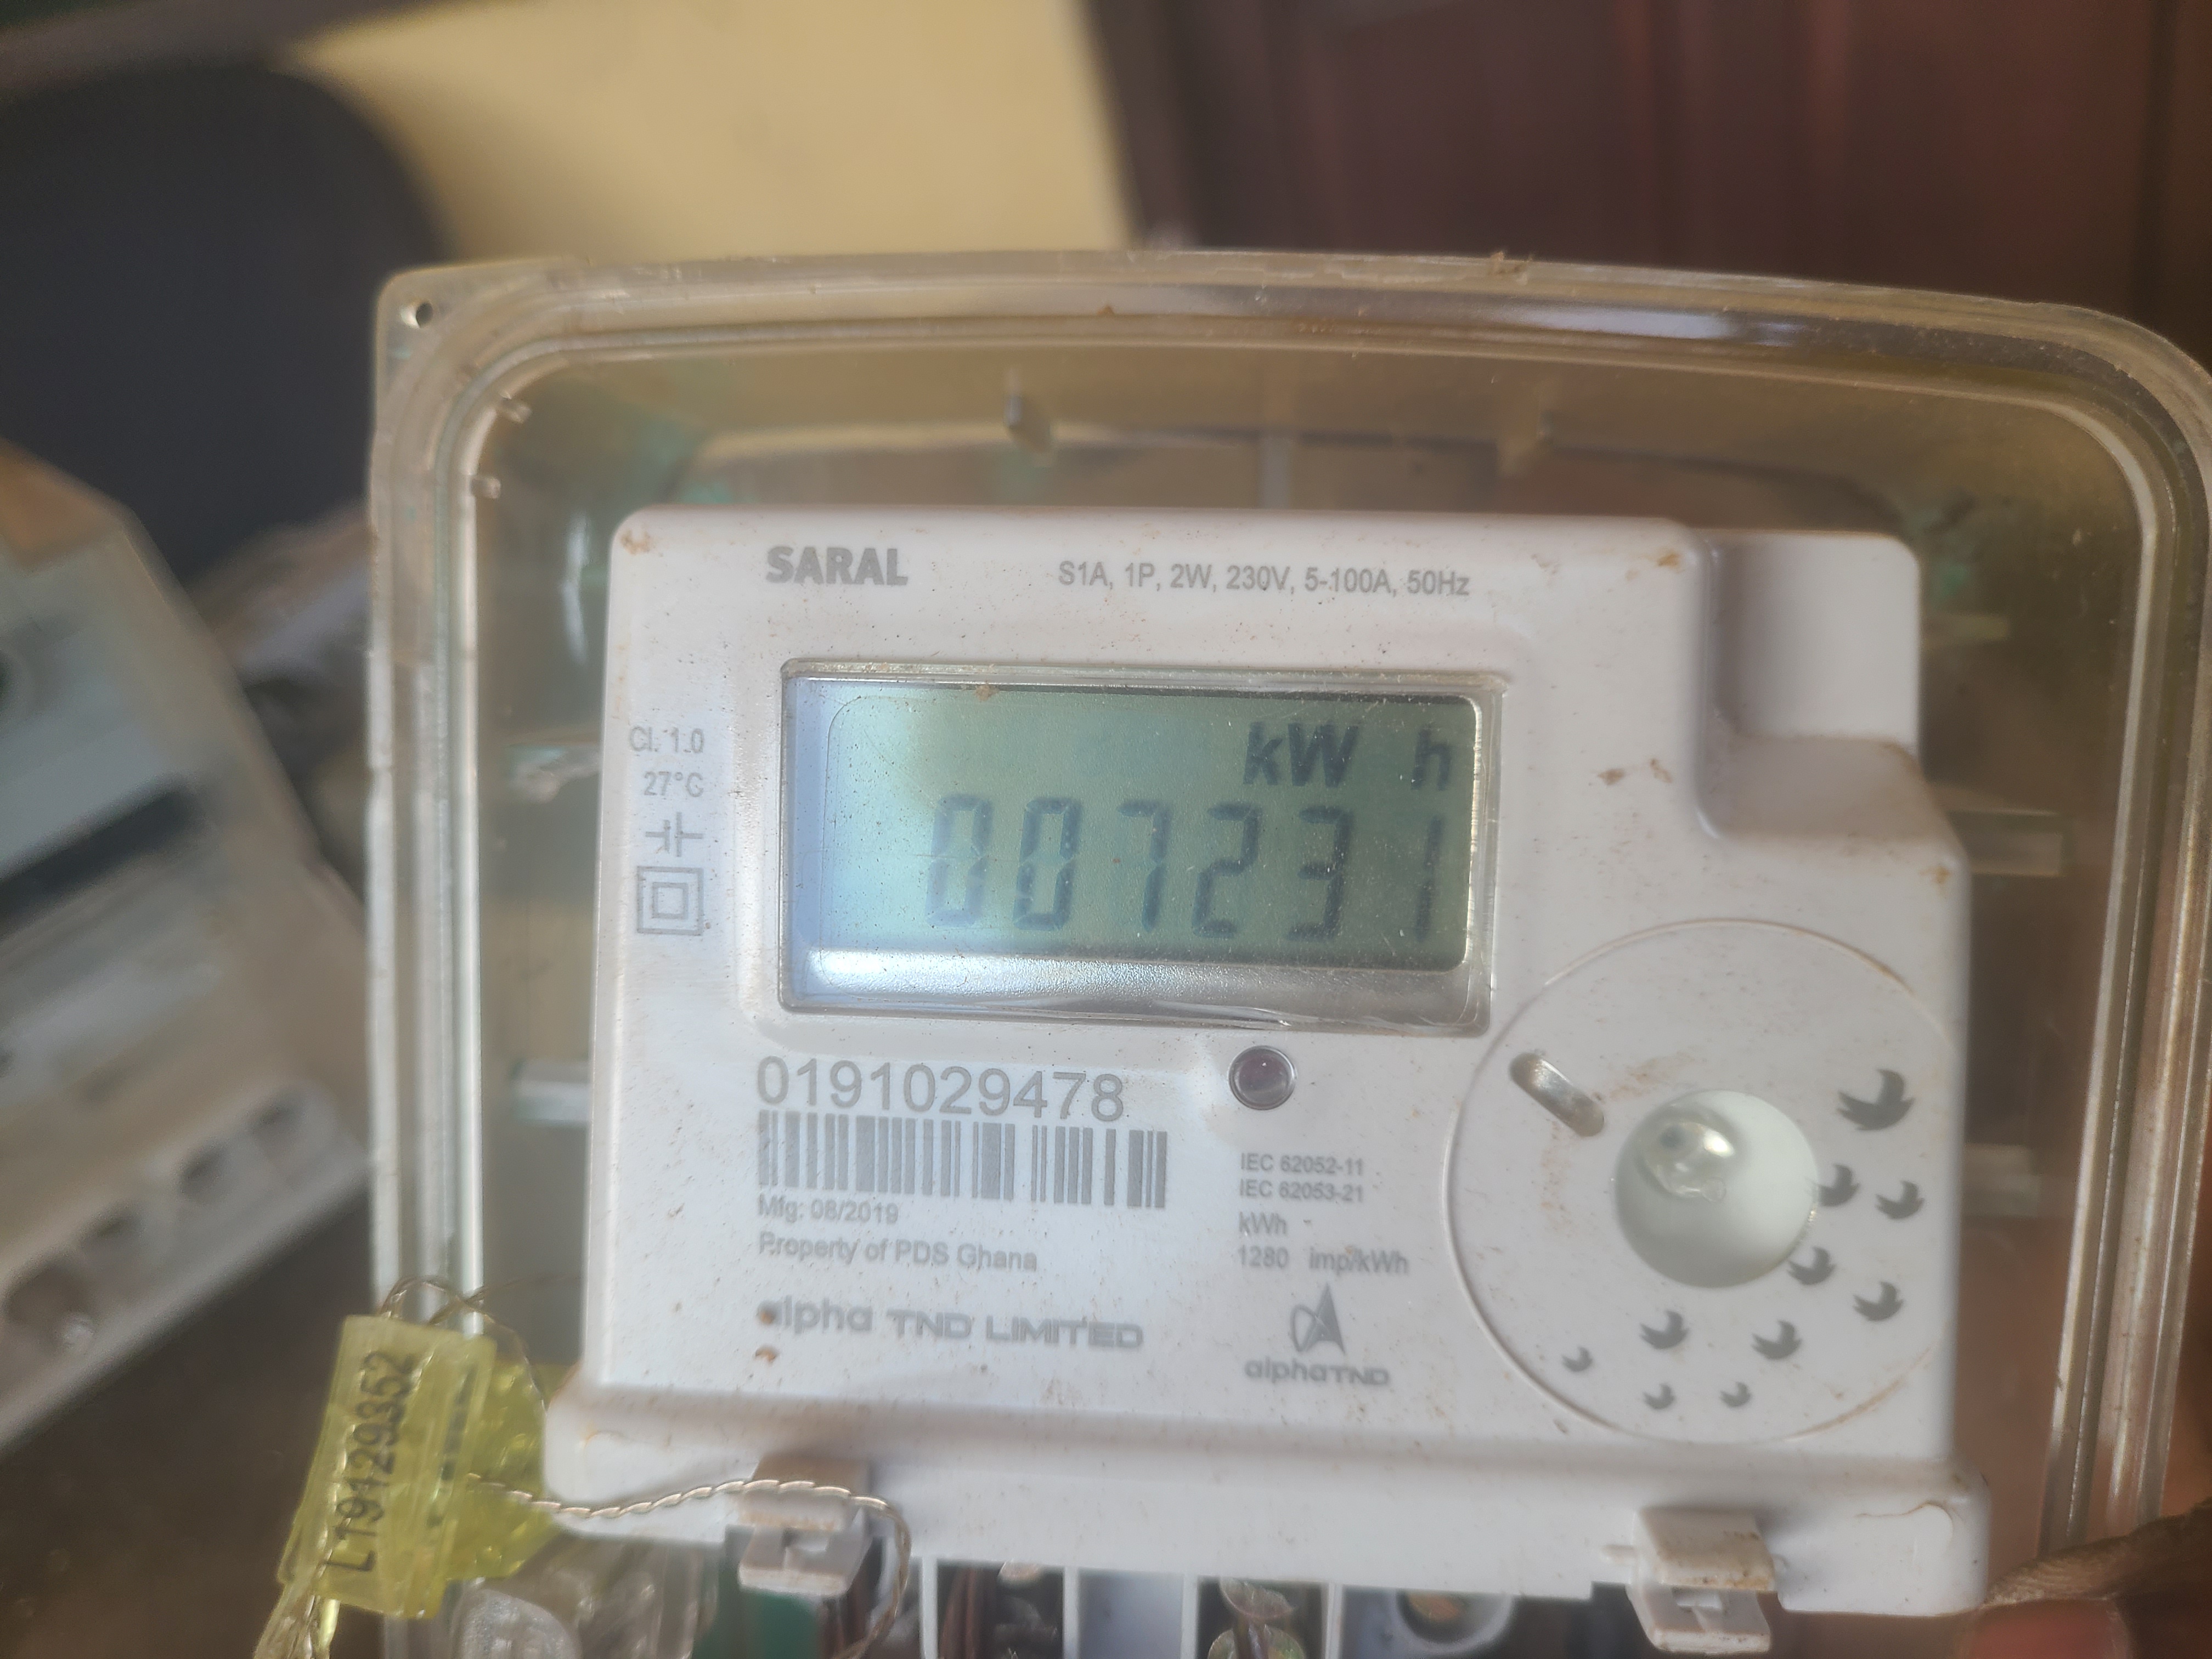 SARAL
S1A, 1P, 2W, 230V, 5-100A, 50Hz
Cl. 1.0
27°C
kW h
007231
0191029478
Mfg: 08/2019
Property of PDS Ghana
alpha TND LIMITED
IEC 62052-11
IEC 62053-21
kWh
1280 imp/kWh
alphaTND
L19129352